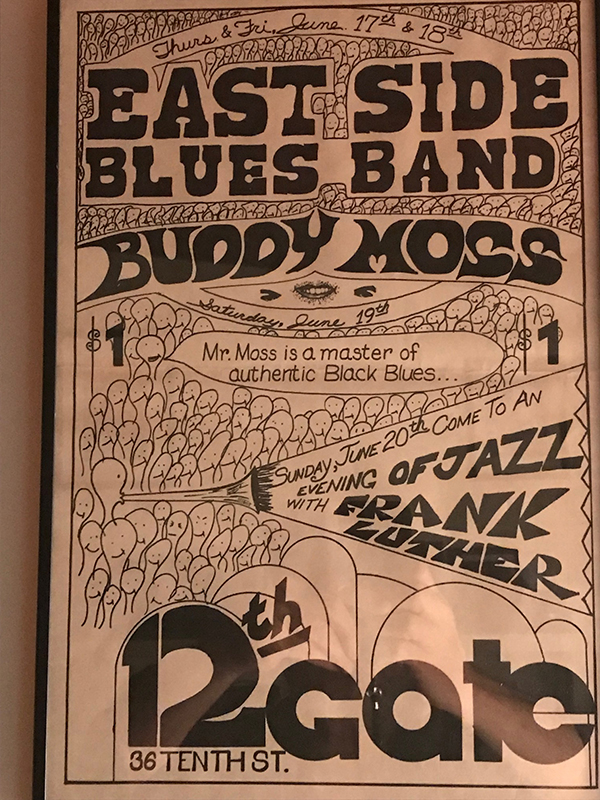 Thurs & Fri, June 17th & 18th
EAST SIDE
BLUES BAND
BUDDY MOSS
Saturday, June 19th
$1
$1
Mr. Moss is a master of
authentic Black Blues...
SUNDAY, JUNE 20th COME TO AN
EVENING OF JAZZ
WITH FRANK
LUTHER
12th
GATE
36 TENTH ST.